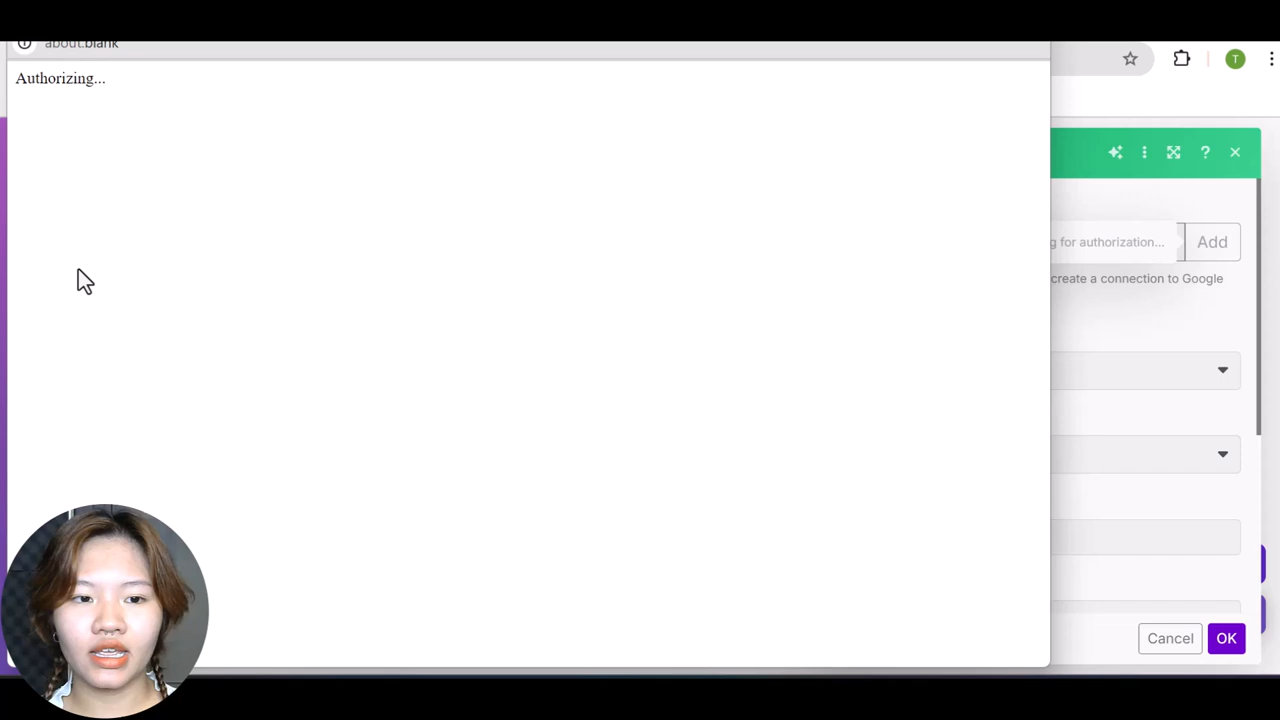 about:blank
Authorizing...
T
?
g for authorization...
Add
create a connection to Google
Cancel
OK